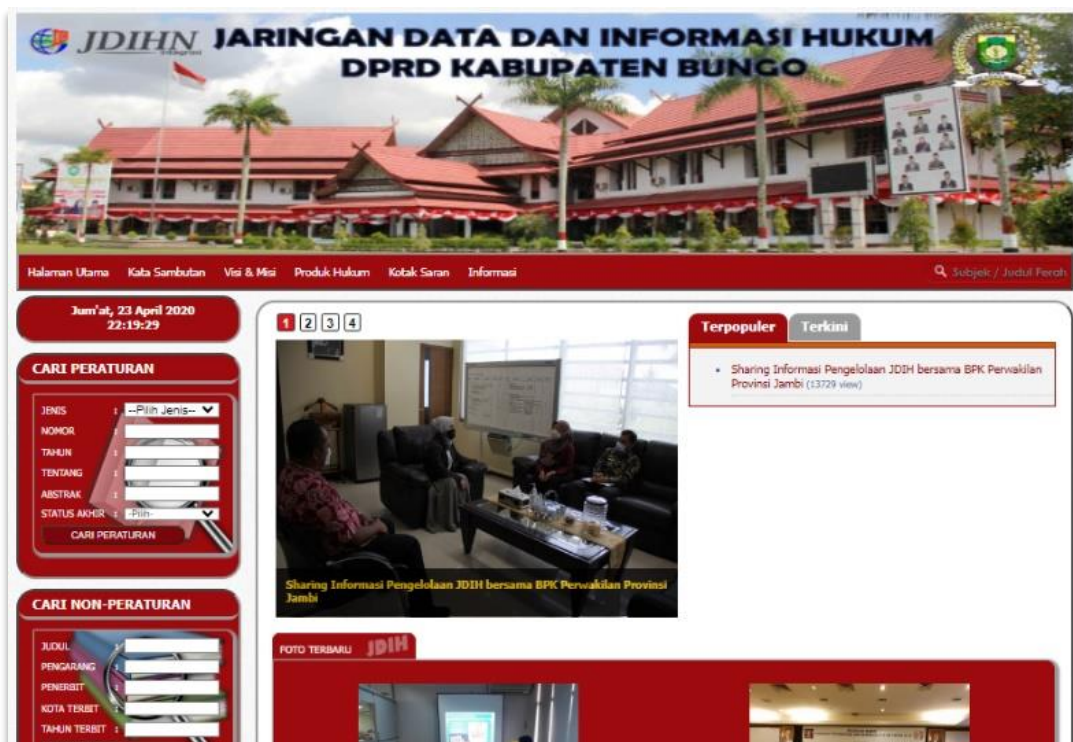 JDIHN
Integrasi
JARINGAN DATA DAN INFORMASI HUKUM
DPRD KABUPATEN BUNGO
Halaman Utama Kata Sambutan Visi & Misi Produk Hukum Kotak Saran Informasi
Subjek / Judul Perah
Jum'at, 23 April 2020
22:19:29
CARI PERATURAN
JENIS : --Pilih Jenis--
NOMOR :
TAHUN :
TENTANG :
ABSTRAK :
STATUS AKHIR : -Pilih-
CARI PERATURAN
CARI NON-PERATURAN
JUDUL :
PENGARANG :
PENERBIT :
KOTA TERBIT :
TAHUN TERBIT :
1 2 3 4
Sharing Informasi Pengelolaan JDIH bersama BPK Perwakilan Provinsi
Jambi
Terpopuler Terkini
Sharing Informasi Pengelolaan JDIH bersama BPK Perwakilan
Provinsi Jambi (13729 view)
FOTO TERBARU JDIH